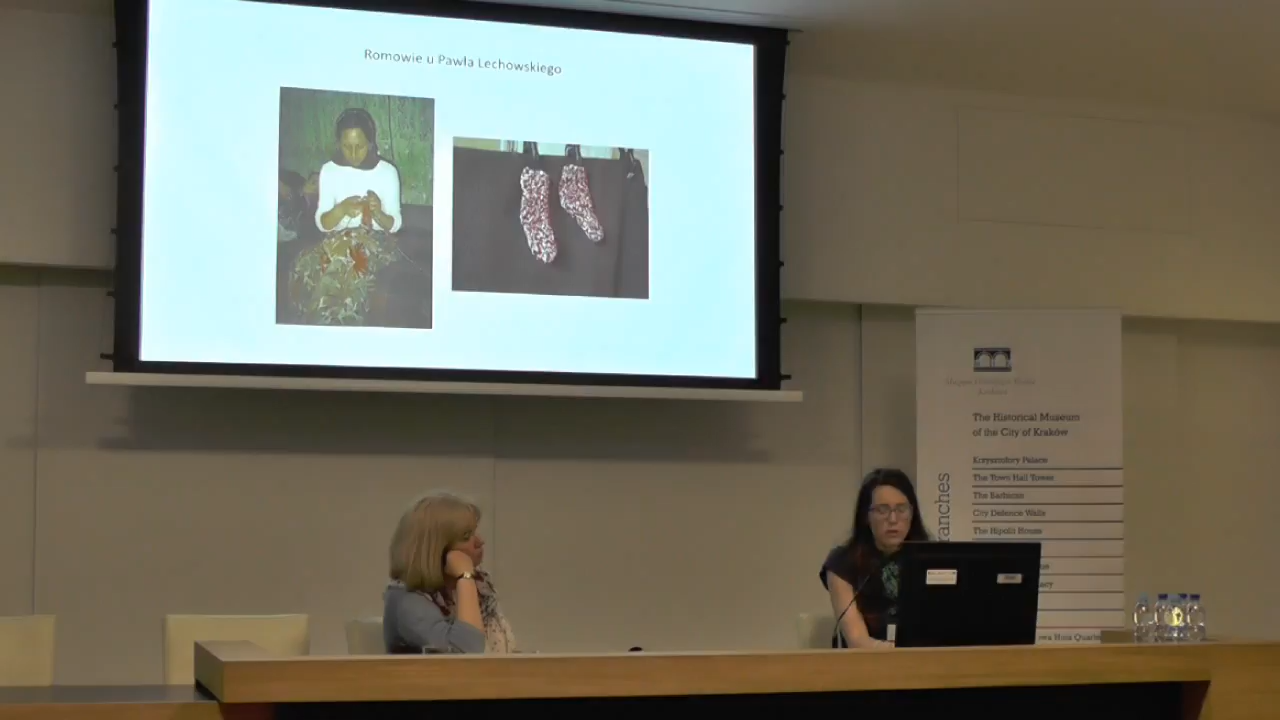 Romowie u Pawła Lechowskiego
The Historical Museum
of the City of Kraków
Krzysztofory Palace
The Town Hall Tower
The Barbican
City Defence Walls
The Hipolit House
ranches